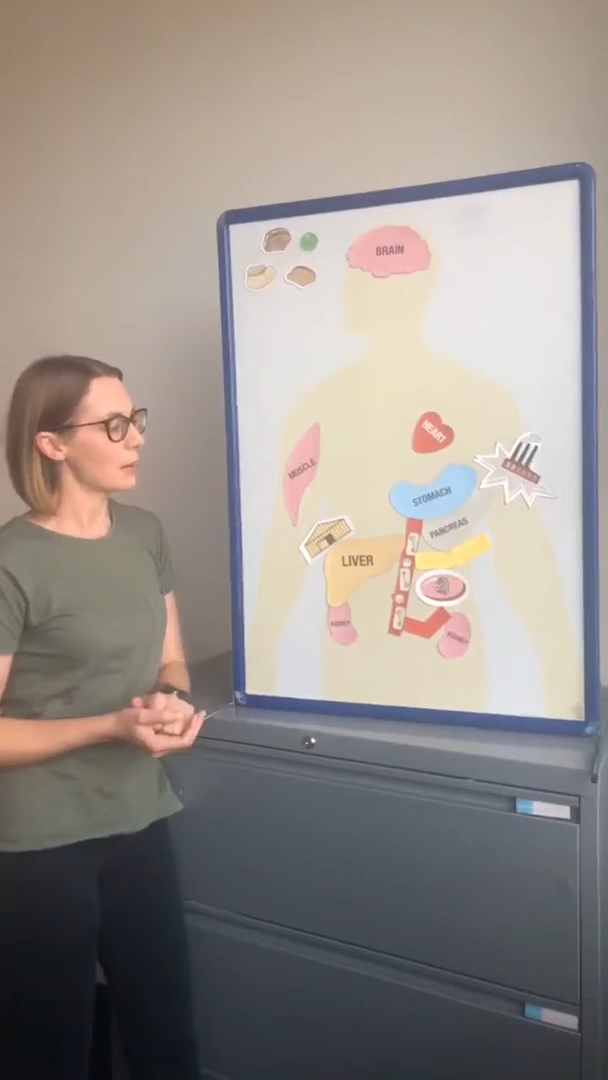 BRAIN
HEART
MUSCLE
STOMACH
PANCREAS
LIVER
KIDNEY
KIDNEY